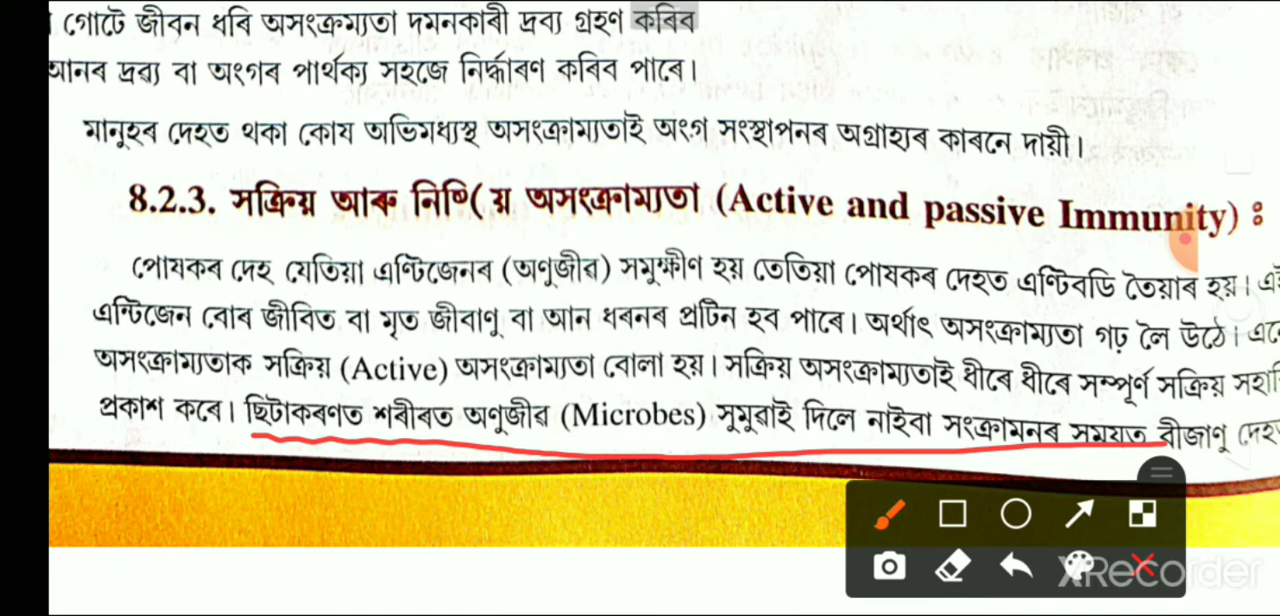 গোটে জীৱন ধৰি অসংক্ৰম্যতা দমনকাৰী দ্ৰব্য গ্ৰহণ কৰিব
আনৰ দ্ৰব্য বা অংগৰ পাৰ্থক্য সহজে নিৰ্দ্ধাৰণ কৰিব পাৰে।
মানুহৰ দেহত থকা কোষ অভিমধ্যস্থ অসংক্ৰাম্যতাই অংগ সংস্থাপনৰ অগ্ৰাহ্যৰ কাৰনে দায়ী।
8.2.3. সক্ৰিয় আৰু নিষ্ক্ৰিয় অসংক্ৰাম্যতা (Active and passive Immunity) :
পোষকৰ দেহ যেতিয়া এণ্টিজেনৰ (অণুজীৱ) সমুক্ষীণ হয় তেতিয়া পোষকৰ দেহত এণ্টিবডি তৈয়াৰ হয়।
এন্টিজেন বোৰ জীবিত বা মৃত জীবাণু বা আন ধৰনৰ প্ৰটিন হব পাৰে। অৰ্থাৎ অসংক্ৰাম্যতা গঢ় লৈ উঠে।
অসংক্ৰাম্যতাক সক্ৰিয় (Active) অসংক্ৰাম্যতা বোলা হয়। সক্ৰিয় অসংক্ৰাম্যতাই ধীৰে ধীৰে সম্পূৰ্ণ সক্ৰিয়
প্ৰকাশ কৰে। ছিটাকৰণত শৰীৰত অণুজীৱ (Microbes) সুমুৱাই দিলে নাইবা সংক্ৰামনৰ সময়ত বীজাণু
XRecorder